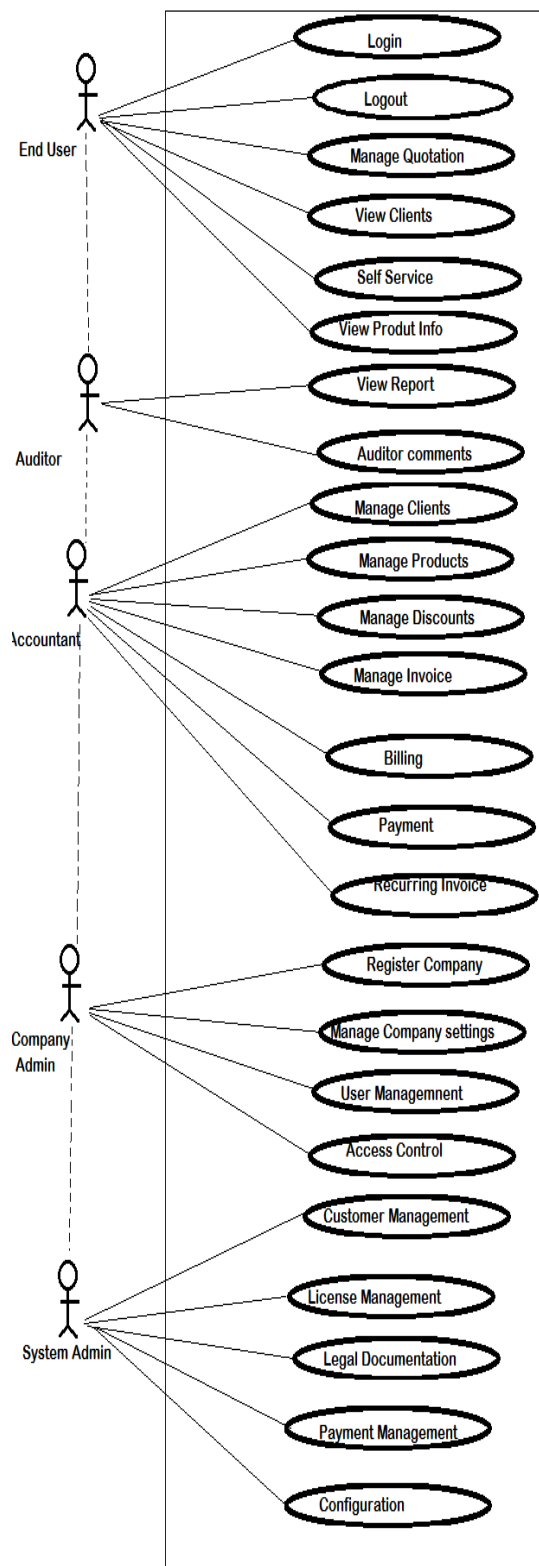 Login
Logout
End User
Manage Quotation
View Clients
Self Service
View Produt Info
View Report
Auditor
Auditor comments
Manage Clients
Manage Products
Manage Discounts
Accountant
Manage Invoice
Billing
Payment
Recurring Invoice
Register Company
Company
Admin
Manage Company settings
User Managemnent
Access Control
Customer Management
License Management
System Admin
Legal Documentation
Payment Management
Configuration